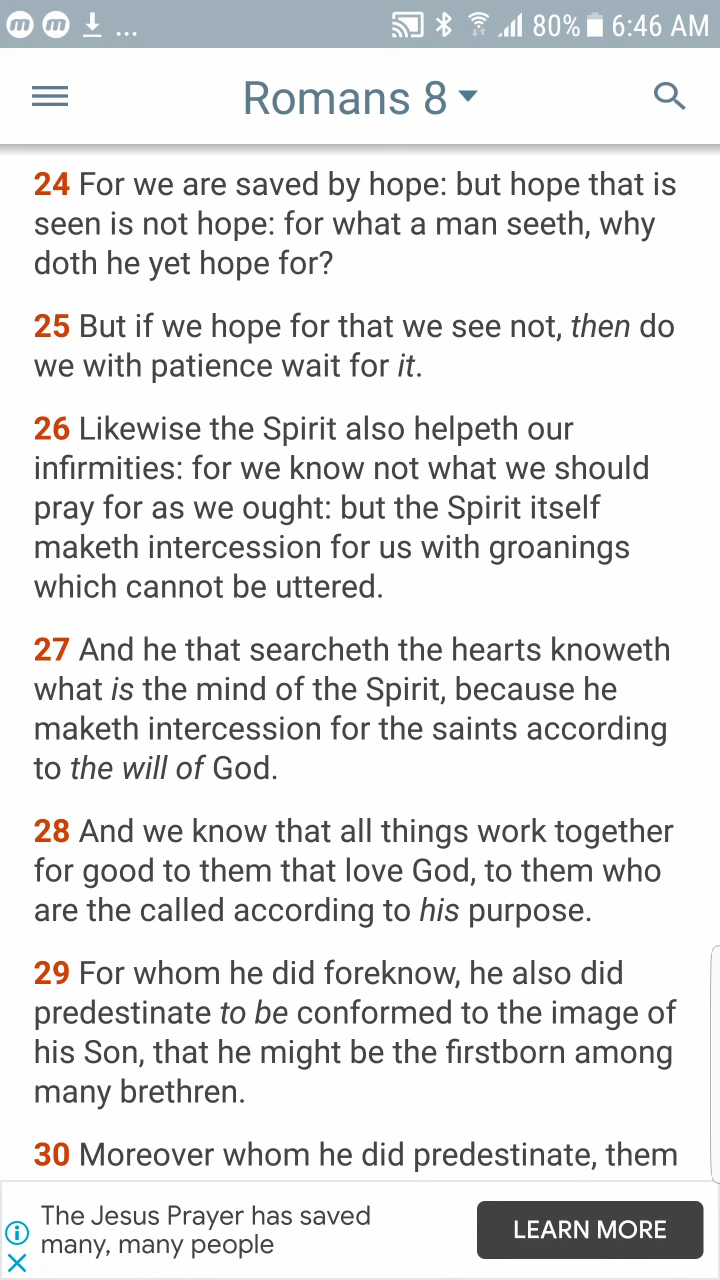 80% 6:46 AM
Romans 8
24 For we are saved by hope: but hope that is
seen is not hope: for what a man seeth, why
doth he yet hope for?
25 But if we hope for that we see not, then do
we with patience wait for it.
26 Likewise the Spirit also helpeth our
infirmities: for we know not what we should
pray for as we ought: but the Spirit itself
maketh intercession for us with groanings
which cannot be uttered.
27 And he that searcheth the hearts knoweth
what is the mind of the Spirit, because he
maketh intercession for the saints according
to the will of God.
28 And we know that all things work together
for good to them that love God, to them who
are the called according to his purpose.
29 For whom he did foreknow, he also did
predestinate to be conformed to the image of
his Son, that he might be the firstborn among
many brethren.
30 Moreover whom he did predestinate, them
The Jesus Prayer has saved
many, many people
LEARN MORE